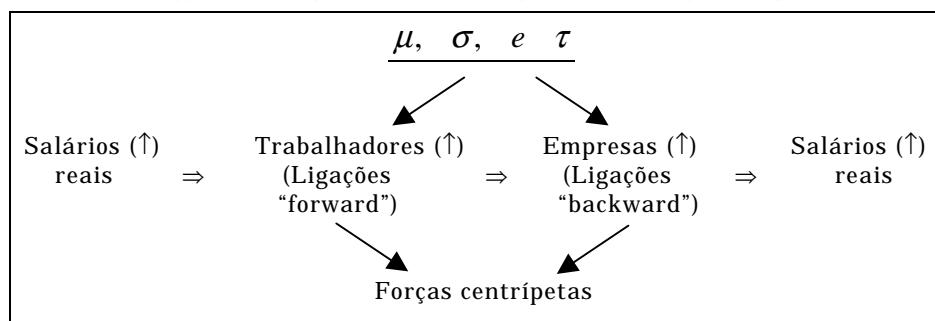 μ, σ, e τ
Salários (↑) Trabalhadores (↑) Empresas (↑) Salários (↑)
reais ⇒ (Ligações ⇒ (Ligações ⇒ reais
“forward”) “backward”)
Forças centrípetas